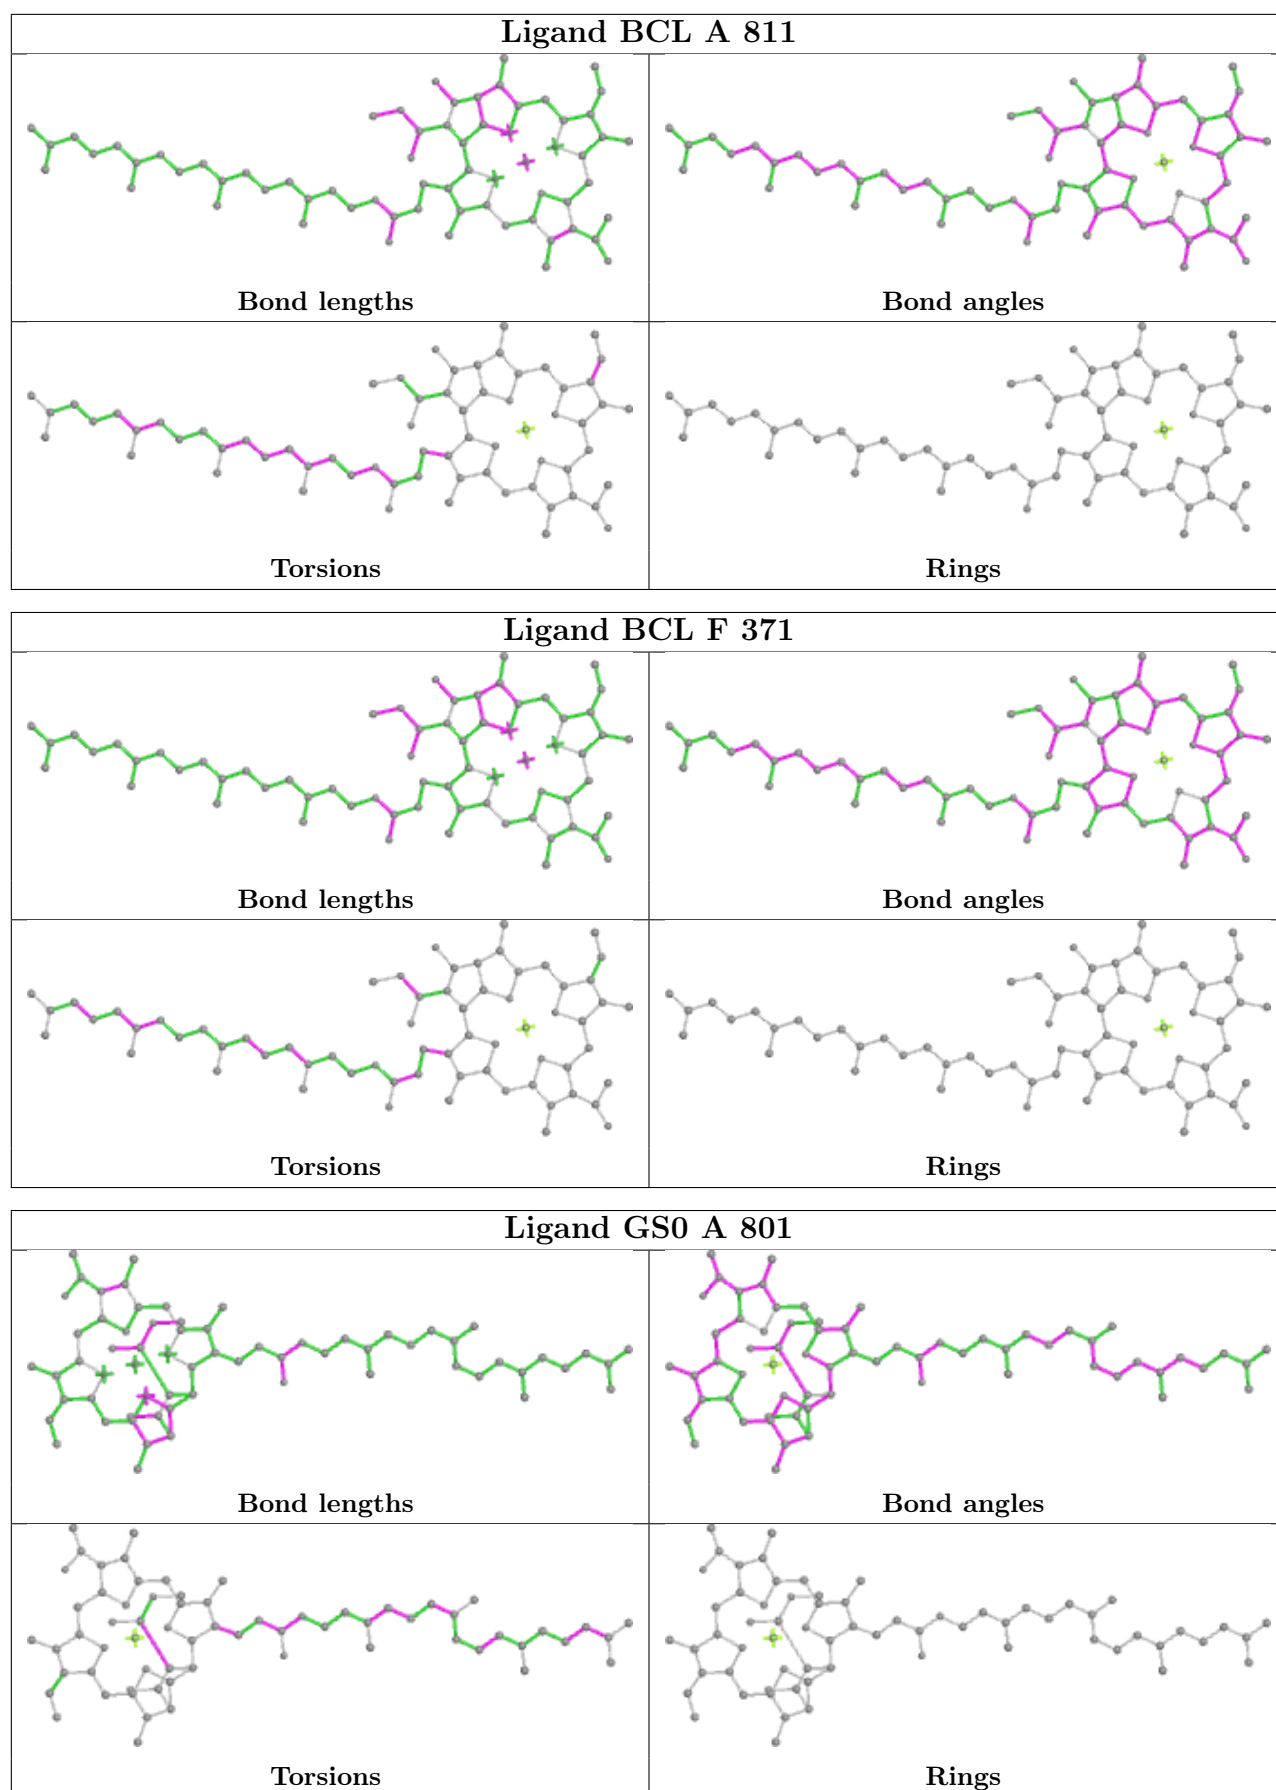 Ligand BCL A 811
Bond lengths Bond angles
Torsions Rings
Ligand BCL F 371
Bond lengths Bond angles
Torsions Rings
Ligand GS0 A 801
Bond lengths Bond angles
Torsions Rings